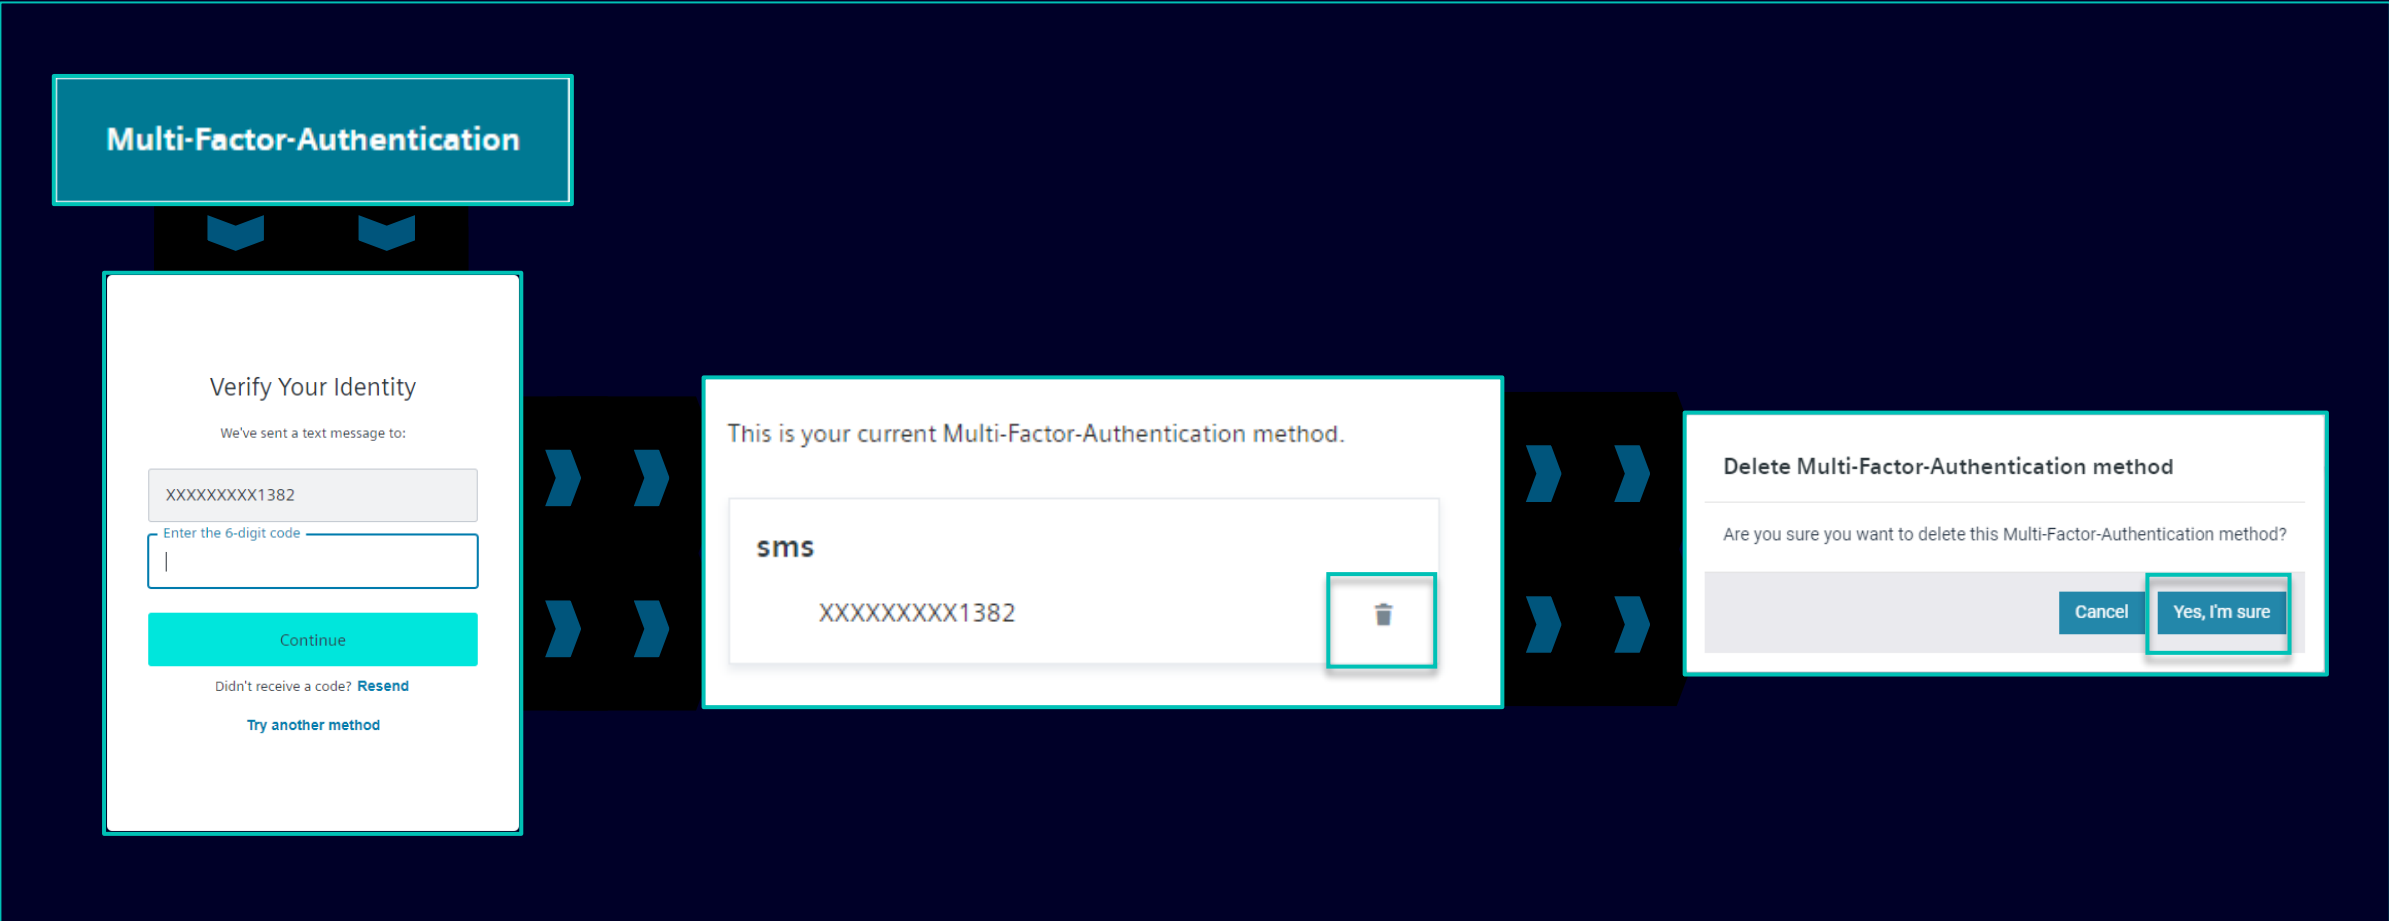 Multi-Factor-Authentication
Verify Your Identity
We've sent a text message to:
XXXXXXXXX1382
Enter the 6-digit code
Continue
Didn't receive a code? Resend
Try another method
This is your current Multi-Factor-Authentication method.
sms
XXXXXXXXX1382
Delete Multi-Factor-Authentication method
Are you sure you want to delete this Multi-Factor-Authentication method?
Cancel
Yes, I'm sure